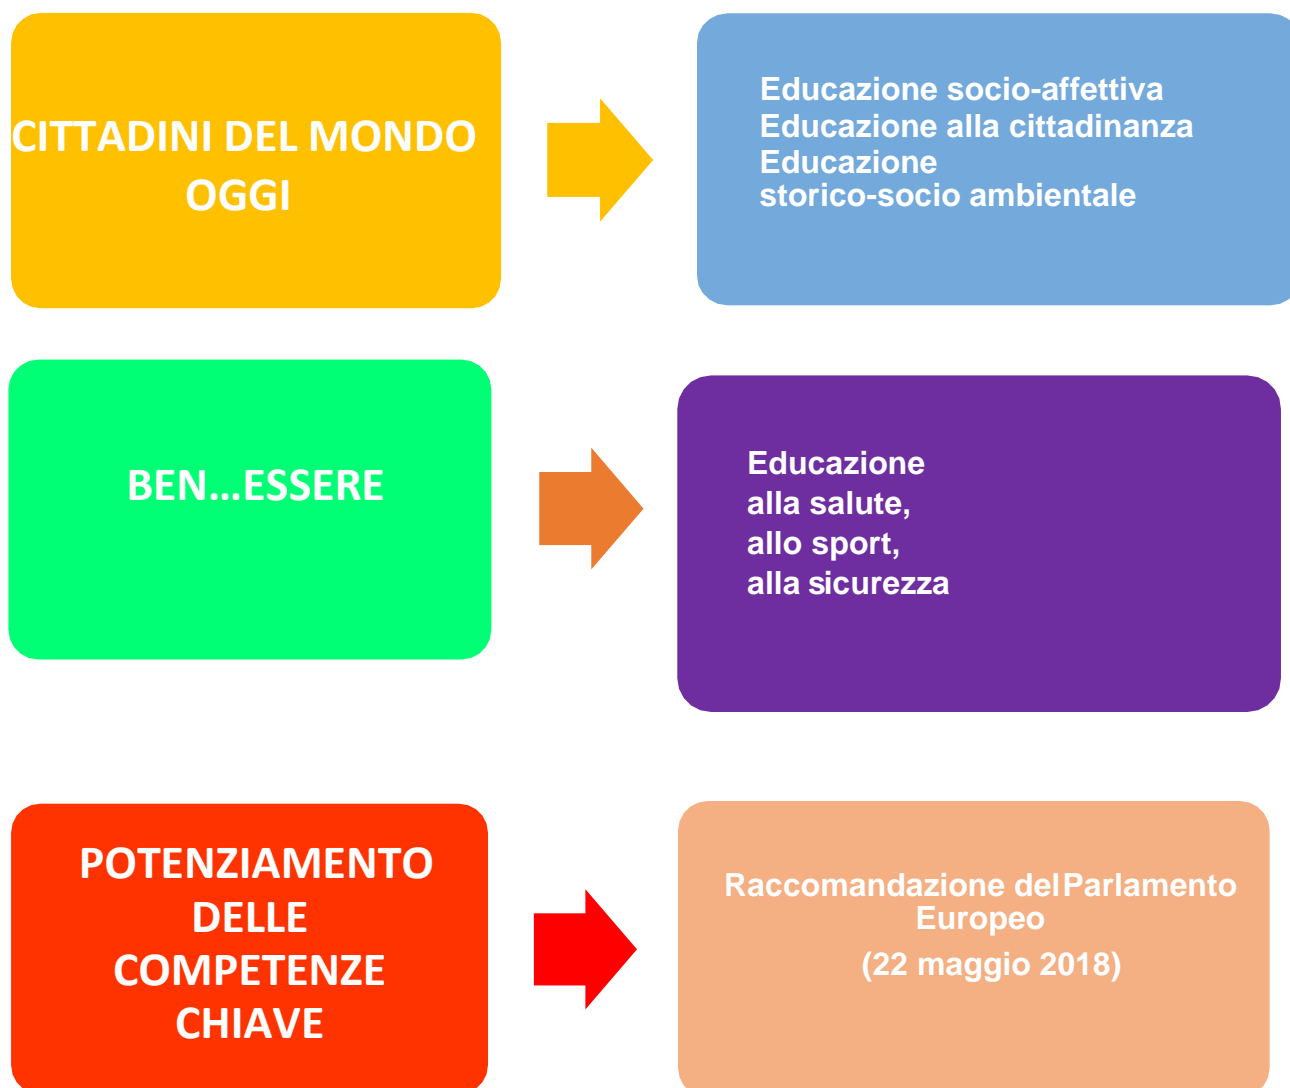 CITTADINI DEL MONDO
OGGI
Educazione socio-affettiva
Educazione alla cittadinanza
Educazione
storico-socio ambientale
BEN...ESSERE
Educazione
alla salute,
allo sport,
alla sicurezza
POTENZIAMENTO
DELLE
COMPETENZE
CHIAVE
Raccomandazione del Parlamento
Europeo
(22 maggio 2018)